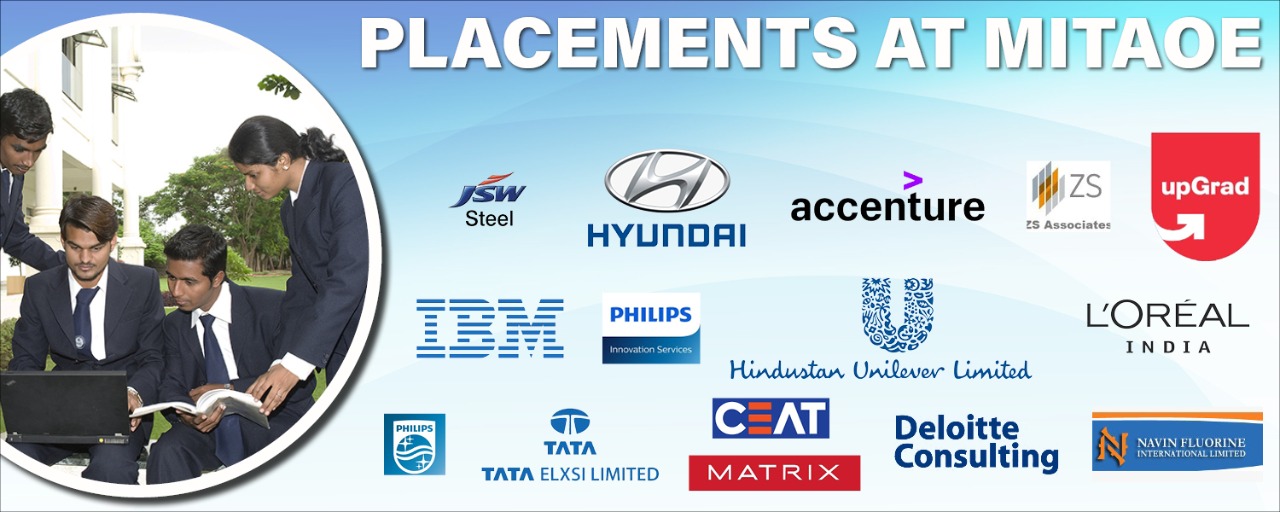 PLACEMENTS AT MITAOE
JSW
Steel
HYUNDAI
accenture
ZS
ZS Associates
upGrad
IBM
PHILIPS
Innovation Services
Hindustan Unilever Limited
L'ORÉAL
INDIA
PHILIPS
TATA
TATA ELXSI LIMITED
CEAT
MATRIX
Deloitte
Consulting
NAVIN FLUORINE
INTERNATIONAL LIMITED